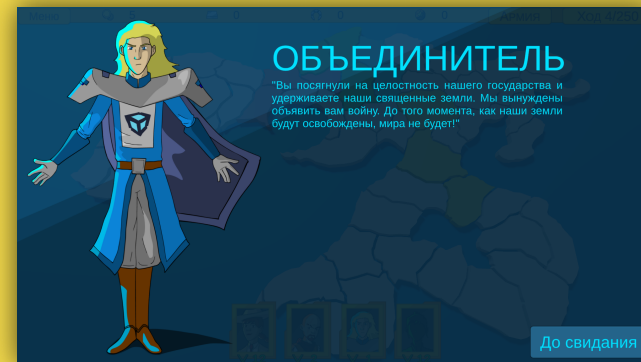 ОБЪЕДИНИТЕЛЬ
"Вы посягнули на целостность нашего государства и
удерживаете наши священные земли. Мы вынуждены
объявить вам войну. До того момента, как наши земли
будут освобождены, мира не будет!"
До свидания